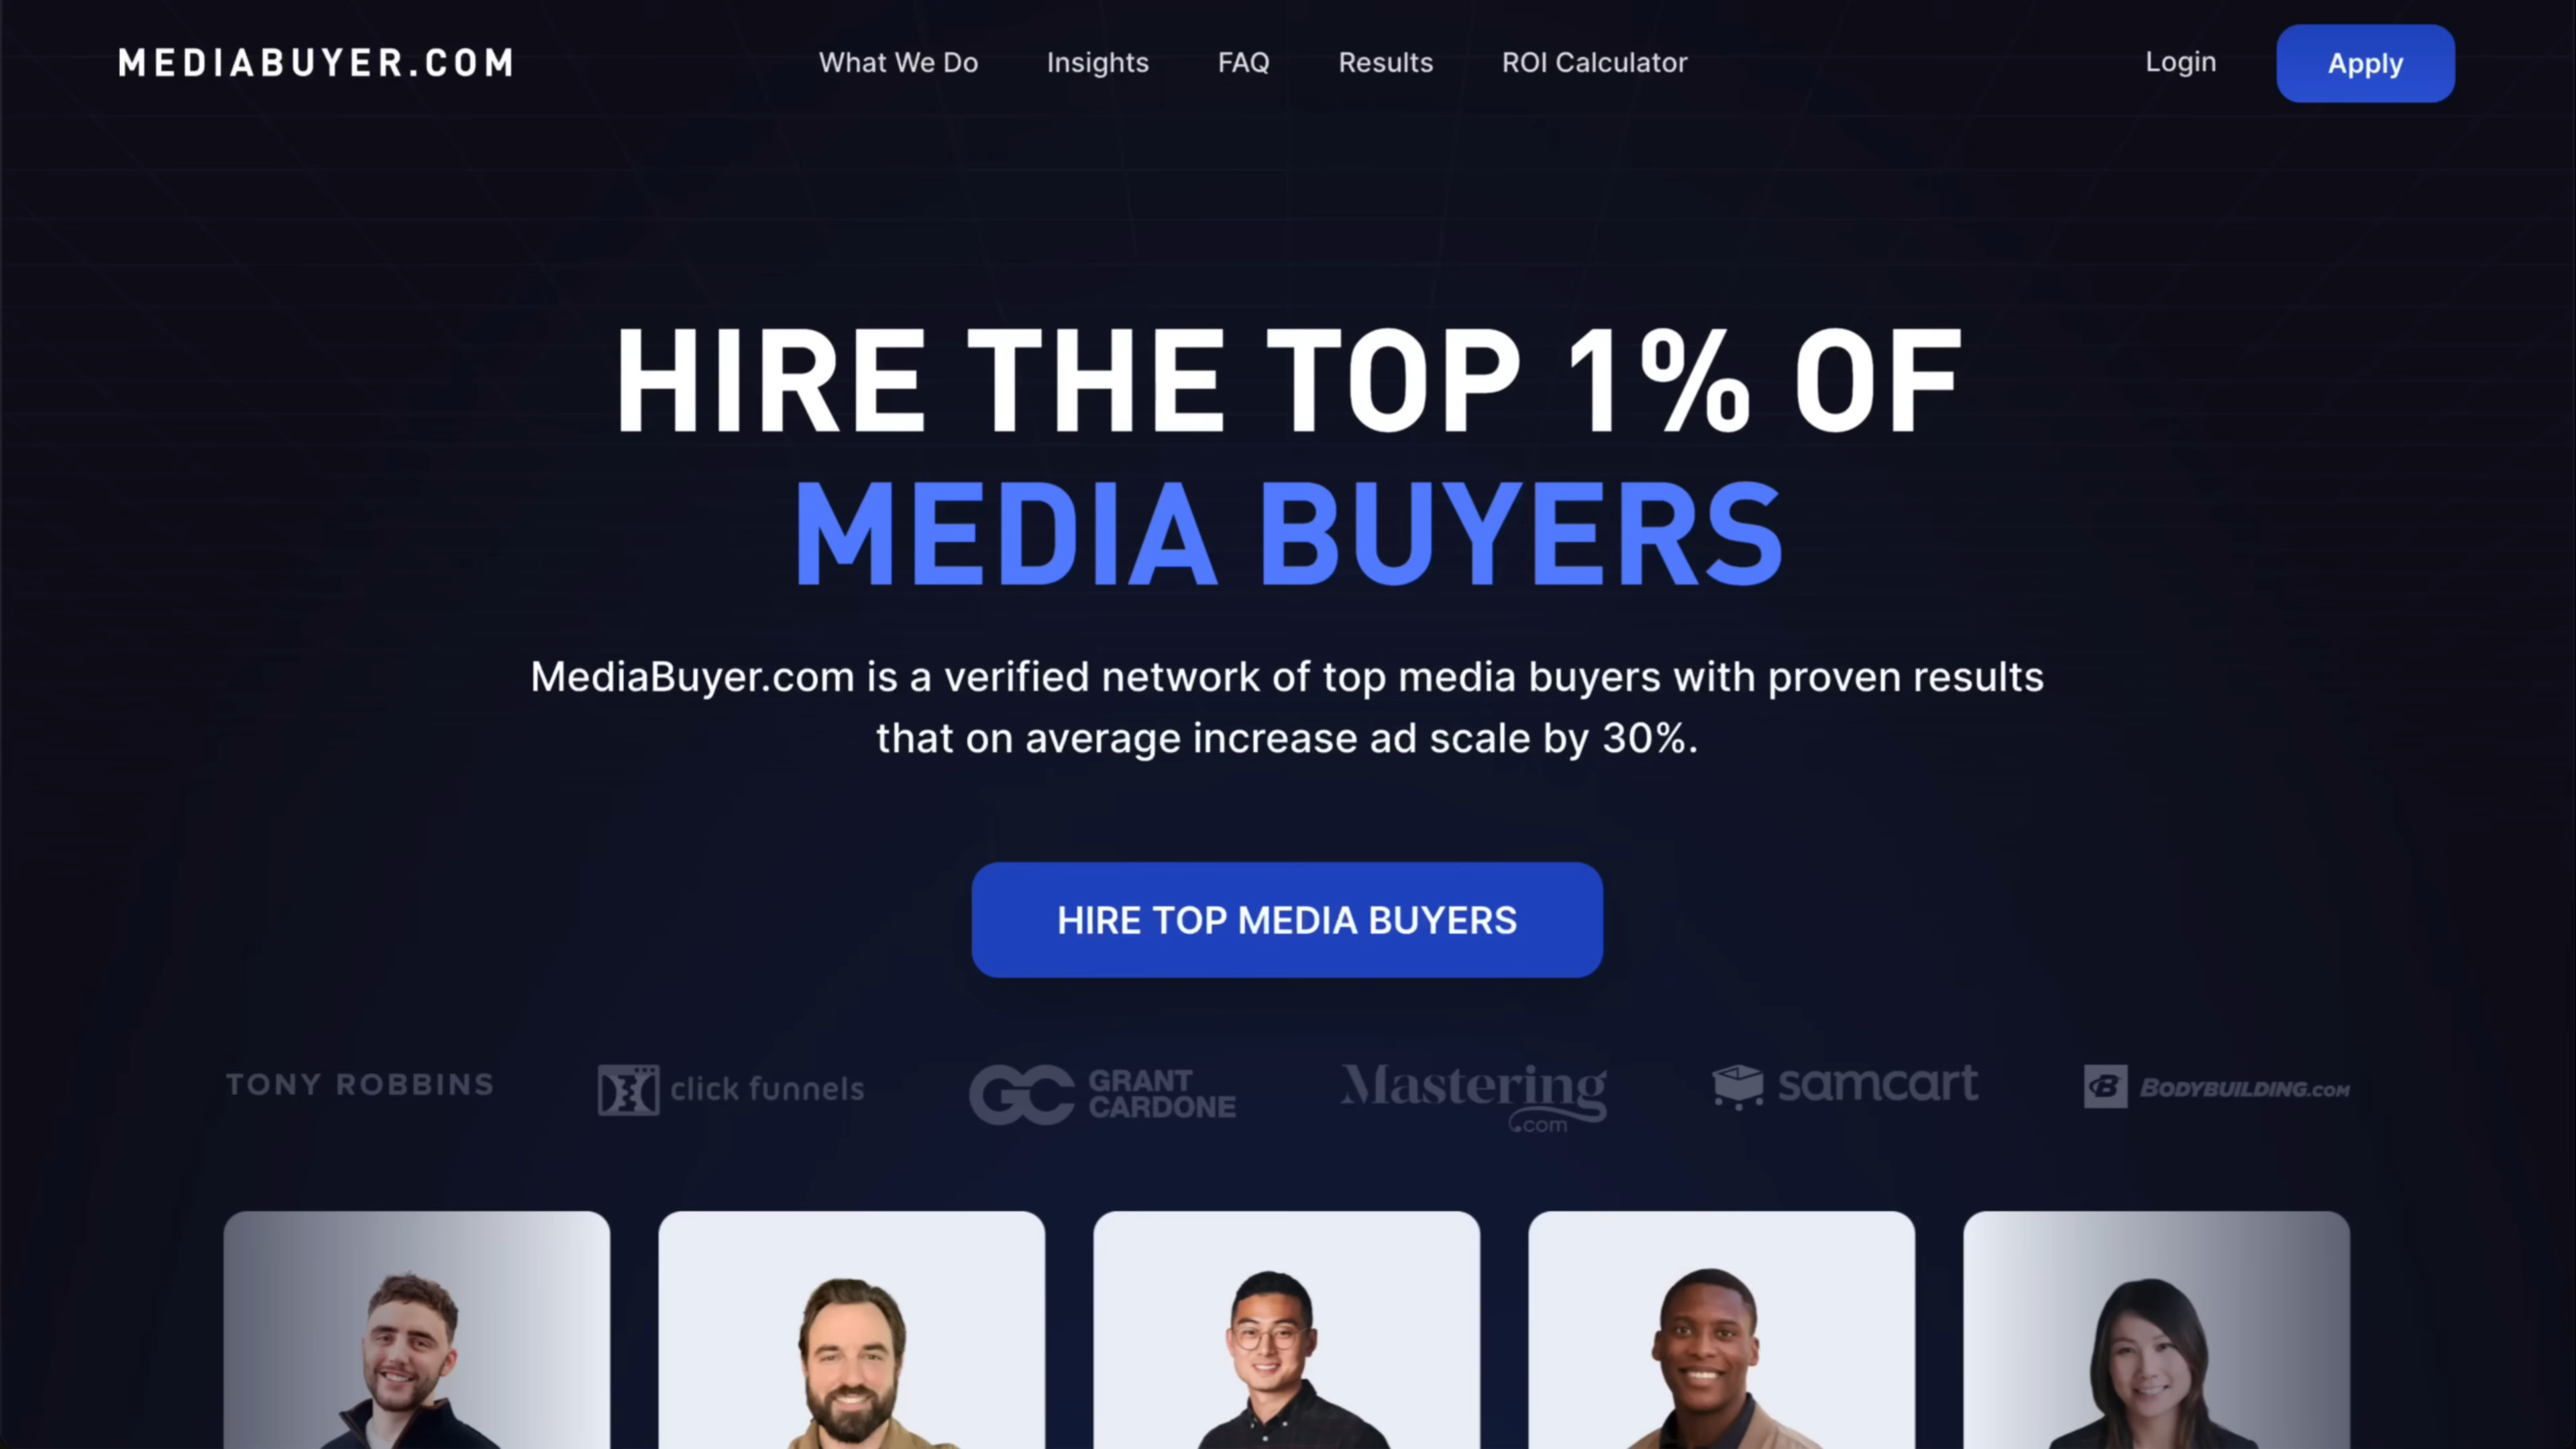 MEDIABUYER.COM
What We Do
Insights
FAQ
Results
ROI Calculator
Login
Apply
HIRE THE TOP 1% OF
MEDIA BUYERS
MediaBuyer.com is a verified network of top media buyers with proven results
that on average increase ad scale by 30%.
HIRE TOP MEDIA BUYERS
TONY ROBBINS
click funnels
GC
GRANT
CARDONE
Mastering
.com
samcart
B
BODYBUILDING.COM